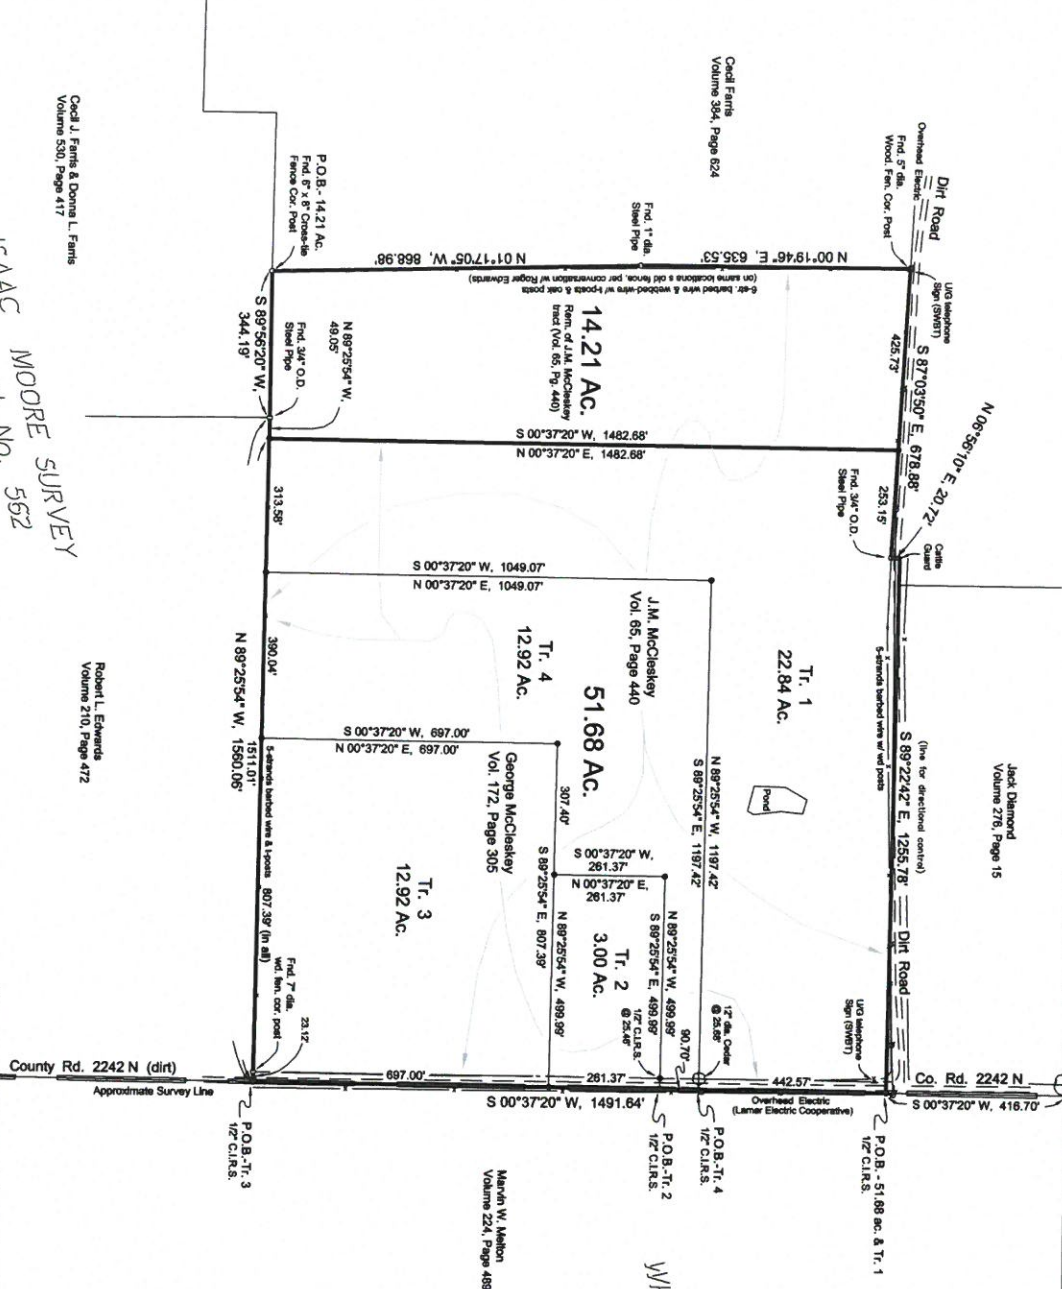 Cecil Farris
Volume 384, Page 624
Cecil J. Farris & Donna L. Farris
Volume 530, Page 417
ISAAC MOORE SURVEY
No. 562
Dirt Road
Overhead Electric
Fnd. 5" dia.
Wood. Fen. Cor. Post
U/G telephone
Sign (SWBT)
S 87°03'50" E, 678.88'
425.73'
253.15'
N 06°56'10" E, 20.72'
Cattle
Guard
Fnd. 3/4" O.D.
Steel Pipe
N 00°19'46" E, 635.53'
Fnd. 1" dia.
Steel Pipe
N 01°17'05" W, 868.98'
6-str. barbed wire & webbed-wire w/ t-posts & oak posts
(on same locations s old fence, per conversation w/ Roger Edwards)
14.21 Ac.
Rem. of J.M. McCleskey
tract (Vol. 65, Pg. 440)
P.O.B.- 14.21 Ac.
Fnd. 6" x 8" Cross-tie
Fence Cor. Post
S 89°56'20" W,
344.19'
N 89°25'54" W,
49.05'
Fnd. 3/4" O.D.
Steel Pipe
S 00°37'20" W, 1482.68'
N 00°37'20" E, 1482.68'
313.58'
S 00°37'20" W, 1049.07'
N 00°37'20" E, 1049.07'
Tr. 1
22.84 Ac.
J.M. McCleskey
Vol. 65, Page 440
Tr. 4
12.92 Ac.
51.68 Ac.
Pond
5-strands barbed wire w/ wd posts
(line for directional control)
S 89°22'42" E, 1255.78'
Dirt Road
Jack Diamond
Volume 276, Page 15
N 89°25'54" W, 1197.42'
S 89°25'54" E, 1197.42'
390.04'
N 89°25'54" W, 1560.06'
1511.01'
S 00°37'20" W, 697.00'
N 00°37'20" E, 697.00'
George McCleskey
Vol. 172, Page 305
307.40'
S 89°25'54" E, 807.39'
N 89°25'54" W, 499.99'
S 00°37'20" W,
261.37'
N 00°37'20" E,
261.37'
N 89°25'54" W, 499.99'
S 89°25'54" E, 499.99'
Tr. 2
3.00 Ac.
Tr. 3
12.92 Ac.
5-strands barbed wire & t-posts
807.39' (in all)
Robert L. Edwards
Volume 210, Page 472
Fnd. 7" dia.
wd. fen. cor. post
23.12'
1/2" C.I.R.S.
@ 25.46'
90.70'
12" dia. Cedar
@ 25.68'
U/G telephone
Sign (SWBT)
County Rd. 2242 N (dirt)
Approximate Survey Line
697.00'
261.37'
442.57'
Co. Rd. 2242 N
S 00°37'20" W, 416.70'
S 00°37'20" W, 1491.64'
Overhead Electric
(Lamar Electric Cooperative)
P.O.B.-Tr. 3
1/2" C.I.R.S.
P.O.B.-Tr. 2
1/2" C.I.R.S.
P.O.B.-Tr. 4
1/2" C.I.R.S.
P.O.B. - 51.68 ac. & Tr. 1
1/2" C.I.R.S.
Marvin W. Melton
Volume 224, Page 489